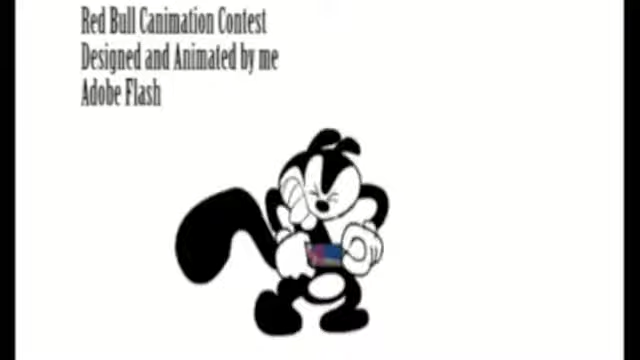 Red Bull Canimation Contest
Designed and Animated by me
Adobe Flash